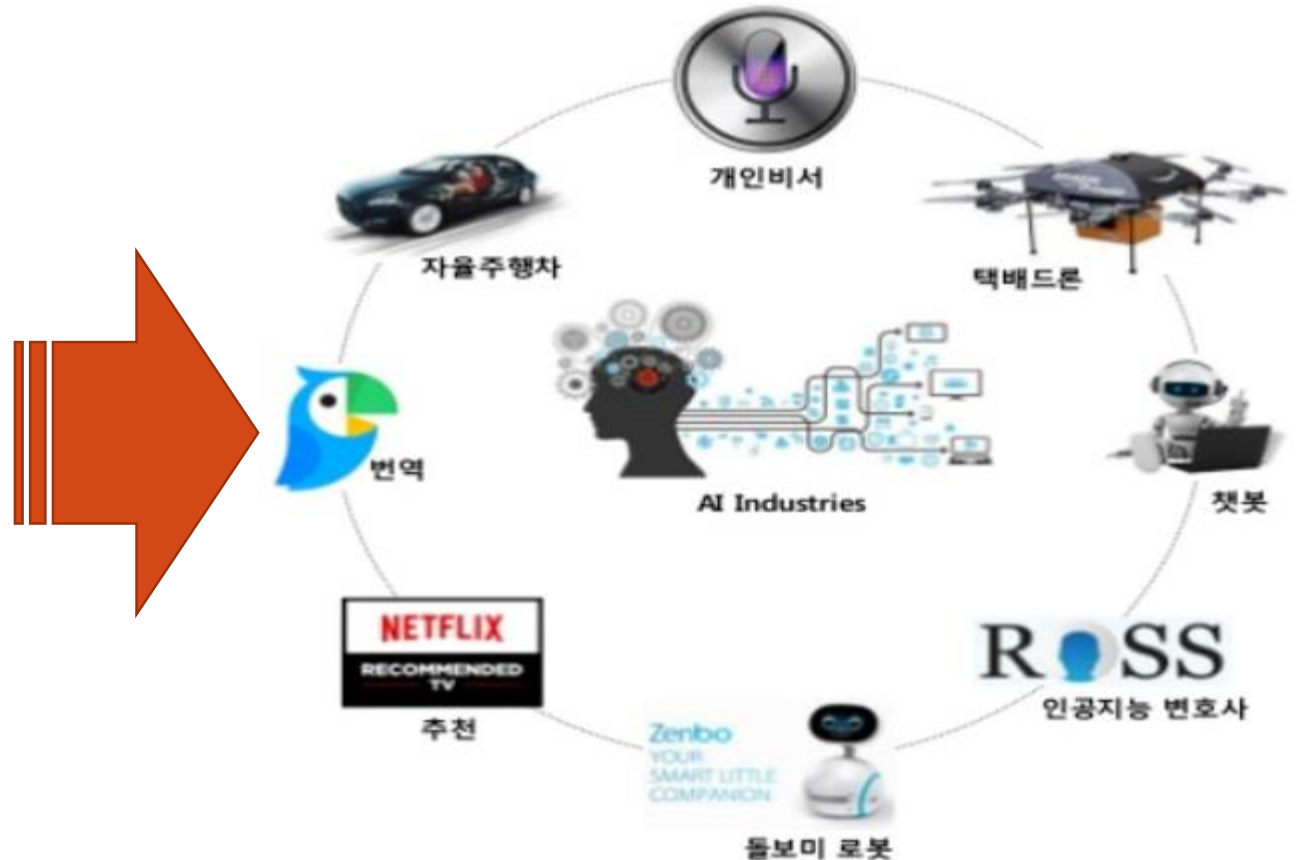 개인비서
자율주행차
택배드론
번역
AI Industries
챗봇
NETFLIX
RECOMMENDED
TV
추천
ROSS
인공지능 변호사
Zenbo
YOUR
SMART LITTLE
COMPANION
돌보미 로봇